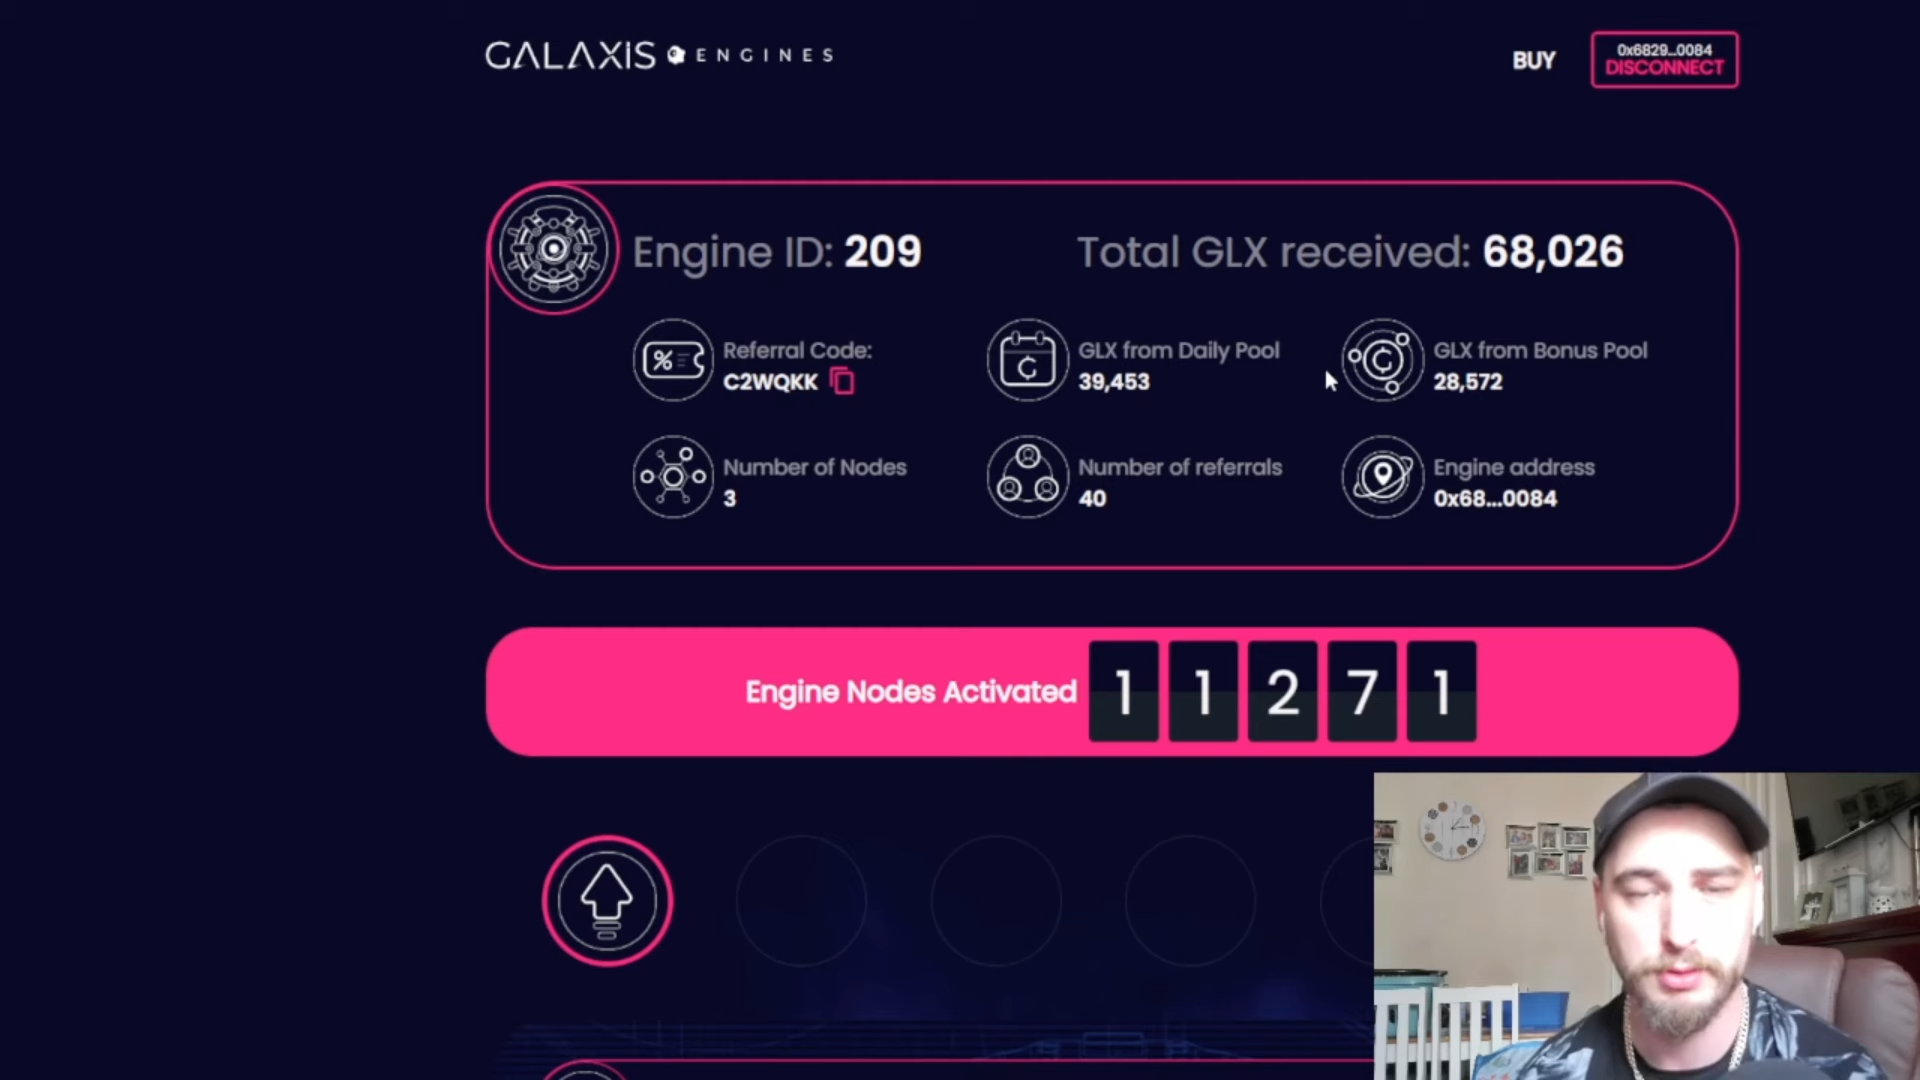 GALAXIS ENGINES
BUY
0x6829...0084
DISCONNECT
Engine ID: 209
Total GLX received: 68,026
Referral Code:
C2WQKK
GLX from Daily Pool
39,453
GLX from Bonus Pool
28,572
Number of Nodes
3
Number of referrals
40
Engine address
0x68...0084
Engine Nodes Activated 1 1 2 7 1